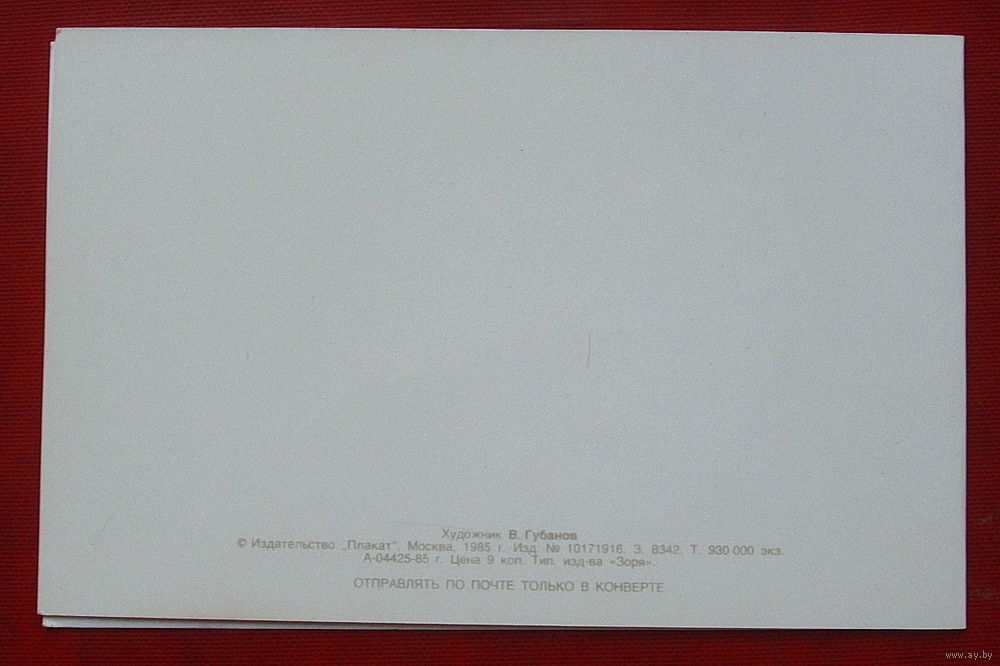 Художник В. Губанов
© Издательство „Плакат". Москва, 1985 г. Изд. № 10171916. З. 8342. Т. 930 000 экз.
А-04425-85 г. Цена 9 коп. Тип. изд-ва «Зоря».
ОТПРАВЛЯТЬ ПО ПОЧТЕ ТОЛЬКО В КОНВЕРТЕ
www.ay.by